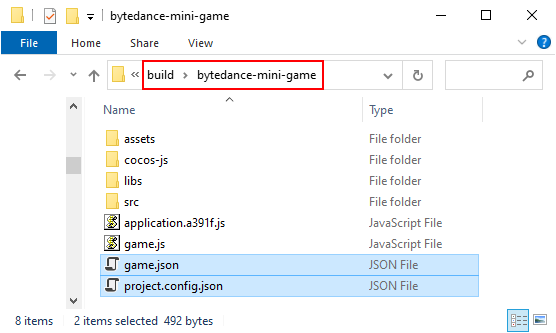 bytedance-mini-game
File Home Share View
« build > bytedance-mini-game
Name Type
assets File folder
cocos-js File folder
libs File folder
src File folder
application.a391f.js JavaScript File
game.js JavaScript File
game.json JSON File
project.config.json JSON File
8 items 2 items selected 492 bytes